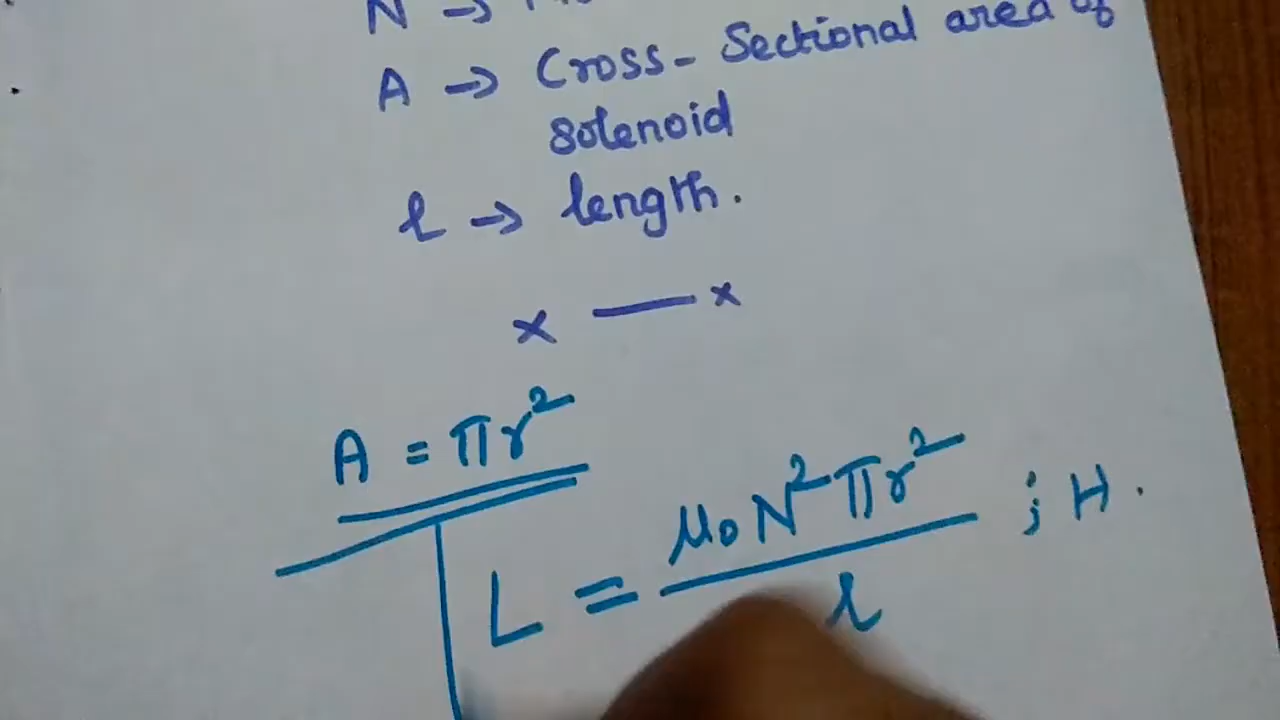 N →
A → Cross-Sectional area of
solenoid
l → length.
x — x
A = πr²
L = μ₀N²πr² / l ; H.